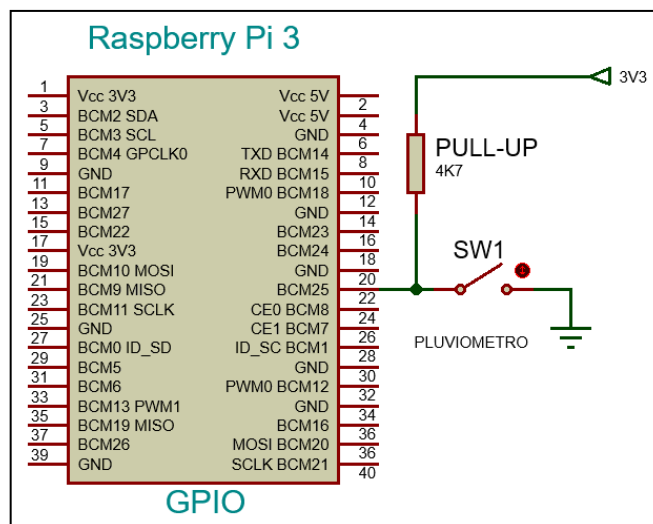 Raspberry Pi 3
1 Vcc 3V3 Vcc 5V 2
3 BCM2 SDA Vcc 5V 4
5 BCM3 SCL GND 6
7 BCM4 GPCLK0 TXD BCM14 8
9 GND RXD BCM15 10
11 BCM17 PWM0 BCM18 12
13 BCM27 GND 14
15 BCM22 BCM23 16
17 Vcc 3V3 BCM24 18
19 BCM10 MOSI GND 20
21 BCM9 MISO BCM25 22
23 BCM11 SCLK CE0 BCM8 24
25 GND CE1 BCM7 26
27 BCM0 ID_SD ID_SC BCM1 28
29 BCM5 GND 30
31 BCM6 PWM0 BCM12 32
33 BCM13 PWM1 GND 34
35 BCM19 MISO BCM16 36
37 BCM26 MOSI BCM20 36
39 GND SCLK BCM21 40
GPIO
3V3
PULL-UP
4K7
SW1
PLUVIOMETRO